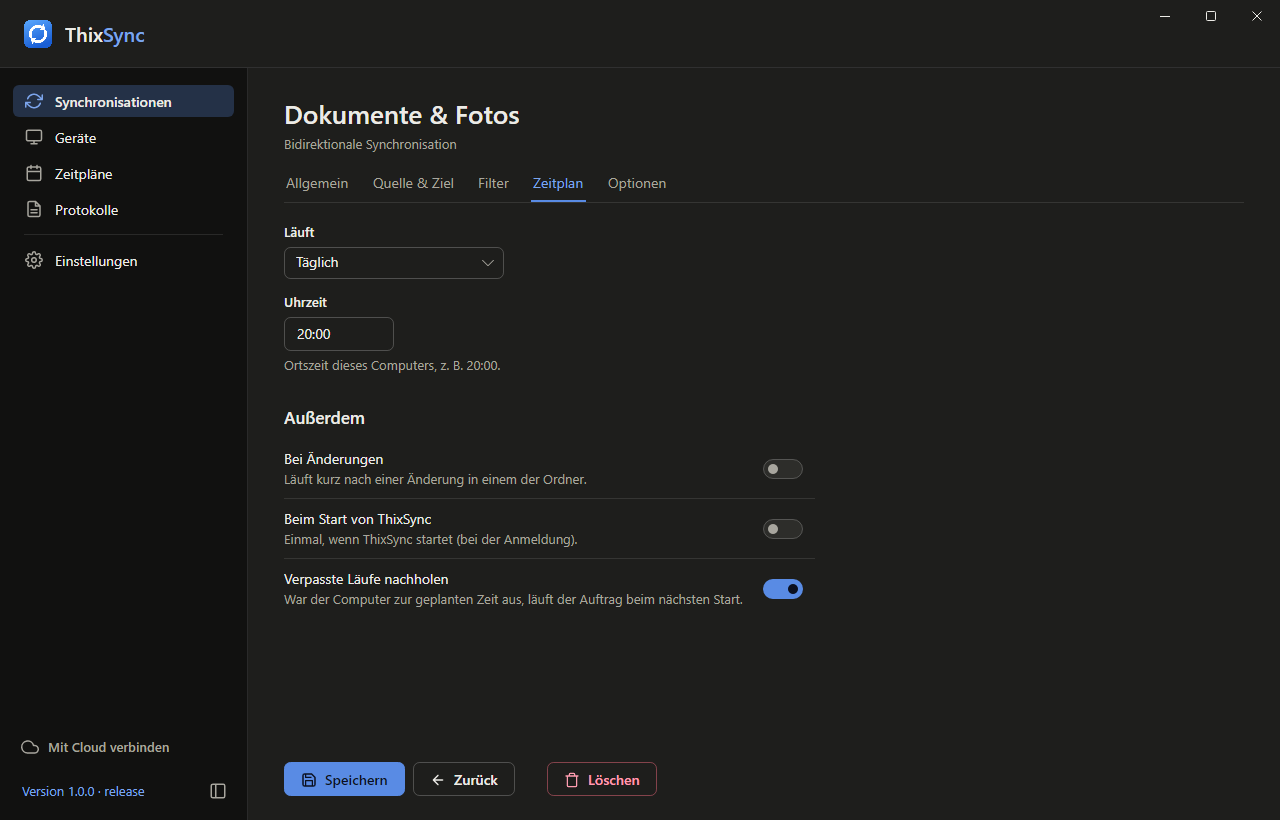 ThixSync
Synchronisationen
Geräte
Zeitpläne
Protokolle
Einstellungen
Mit Cloud verbinden
Version 1.0.0 · release
Dokumente & Fotos
Bidirektionale Synchronisation
Allgemein Quelle & Ziel Filter Zeitplan Optionen
Läuft
Täglich
Uhrzeit
20:00
Ortszeit dieses Computers, z. B. 20:00.
Außerdem
Bei Änderungen
Läuft kurz nach einer Änderung in einem der Ordner.
Beim Start von ThixSync
Einmal, wenn ThixSync startet (bei der Anmeldung).
Verpasste Läufe nachholen
War der Computer zur geplanten Zeit aus, läuft der Auftrag beim nächsten Start.
Speichern Zurück Löschen